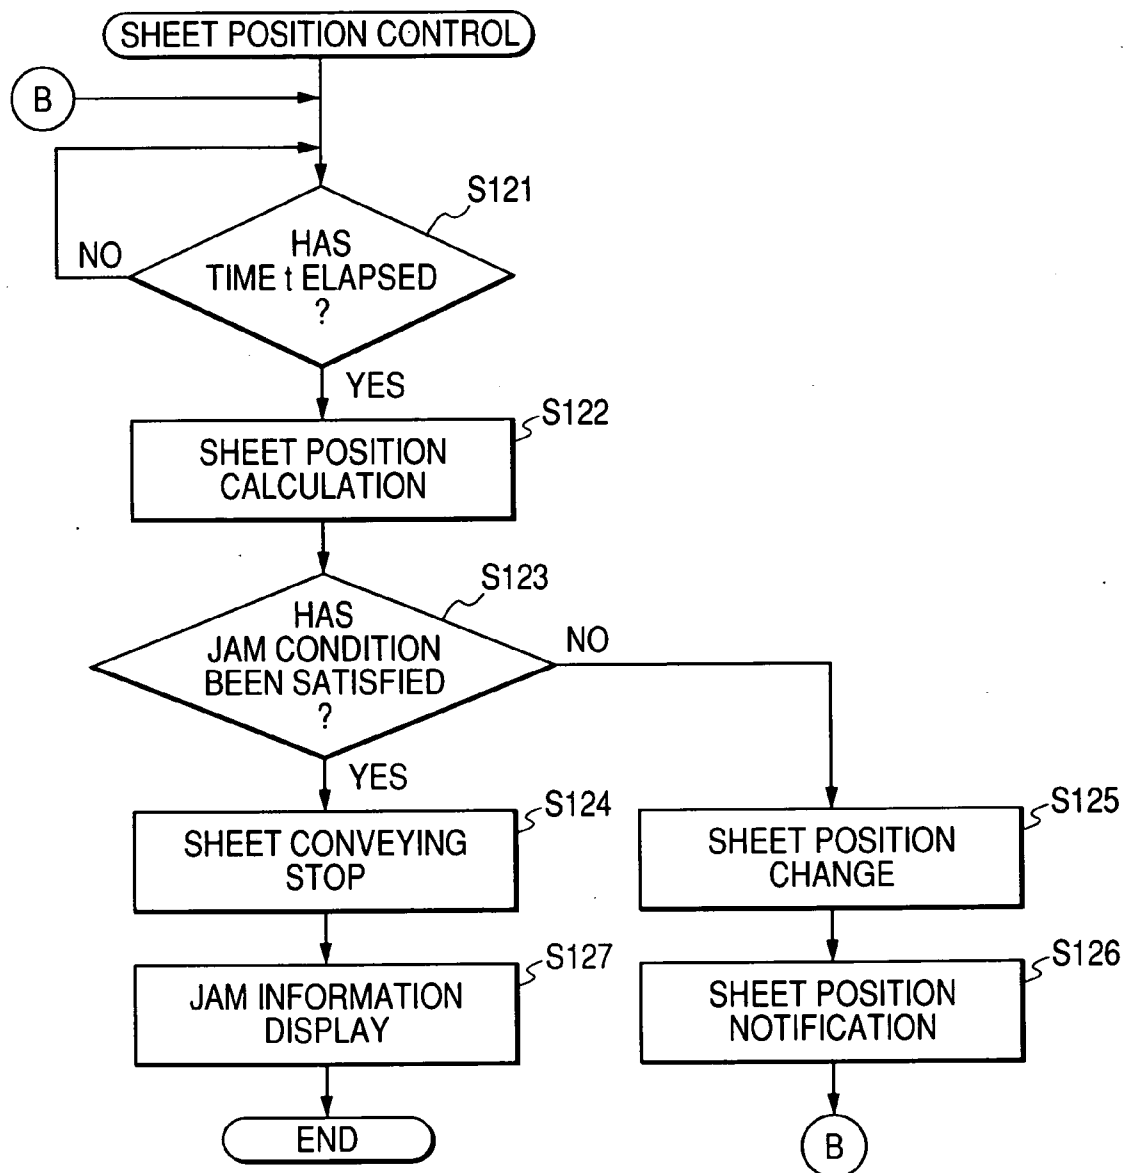 SHEET POSITION CONTROL
B
S121
HAS
TIME t ELAPSED
?
NO
YES
S122
SHEET POSITION
CALCULATION
S123
HAS
JAM CONDITION
BEEN SATISFIED
?
NO
YES
S124
SHEET CONVEYING
STOP
S125
SHEET POSITION
CHANGE
S127
JAM INFORMATION
DISPLAY
S126
SHEET POSITION
NOTIFICATION
END
B